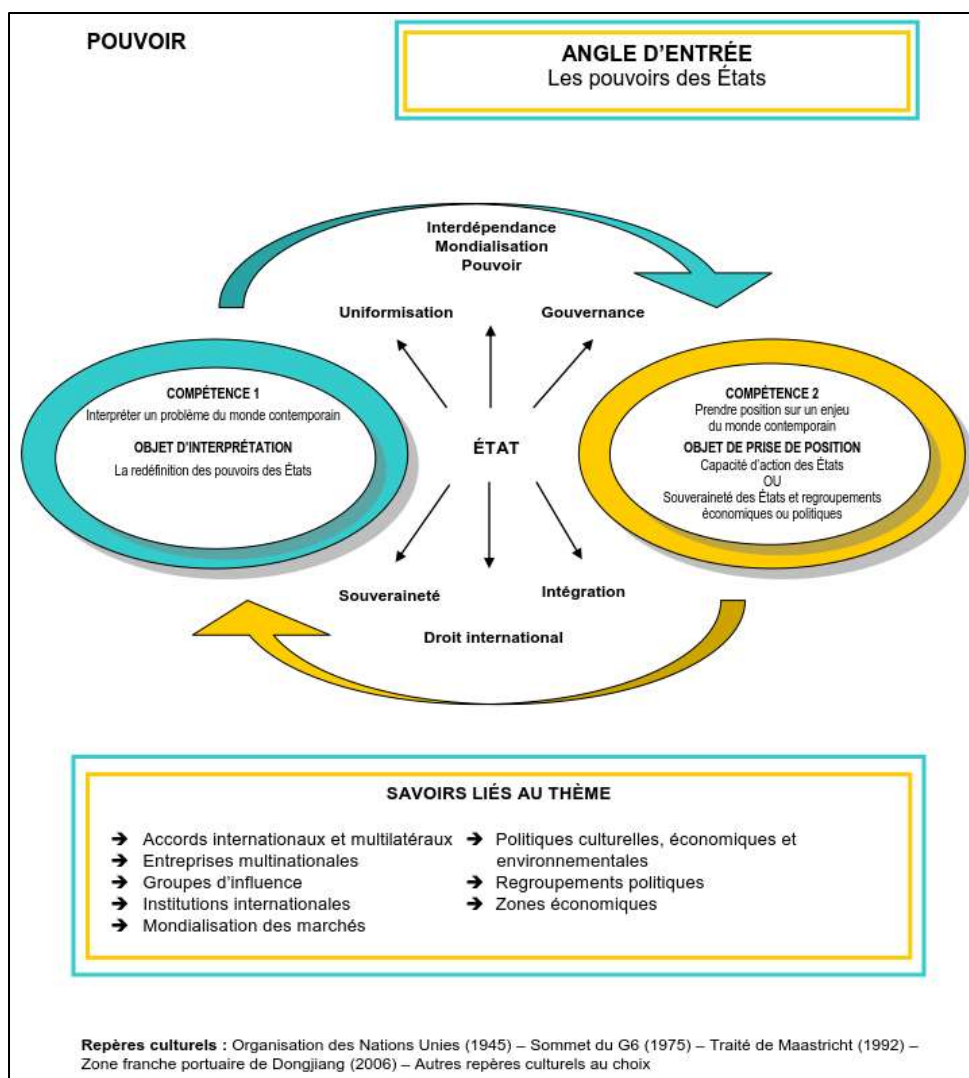 POUVOIR
ANGLE D'ENTRÉE
Les pouvoirs des États
Interdépendance
Mondialisation
Pouvoir
Uniformisation
Gouvernance
COMPÉTENCE 1
Interpréter un problème du monde contemporain
OBJET D'INTERPRÉTATION
La redéfinition des pouvoirs des États
ÉTAT
COMPÉTENCE 2
Prendre position sur un enjeu
du monde contemporain
OBJET DE PRISE DE POSITION
Capacité d'action des États
OU
Souveraineté des États et regroupements
économiques ou politiques
Souveraineté
Intégration
Droit international
SAVOIRS LIÉS AU THÈME
➔ Accords internationaux et multilatéraux
➔ Entreprises multinationales
➔ Groupes d'influence
➔ Institutions internationales
➔ Mondialisation des marchés
➔ Politiques culturelles, économiques et
environnementales
➔ Regroupements politiques
➔ Zones économiques
Repères culturels : Organisation des Nations Unies (1945) – Sommet du G6 (1975) – Traité de Maastricht (1992) –
Zone franche portuaire de Dongjiang (2006) – Autres repères culturels au choix